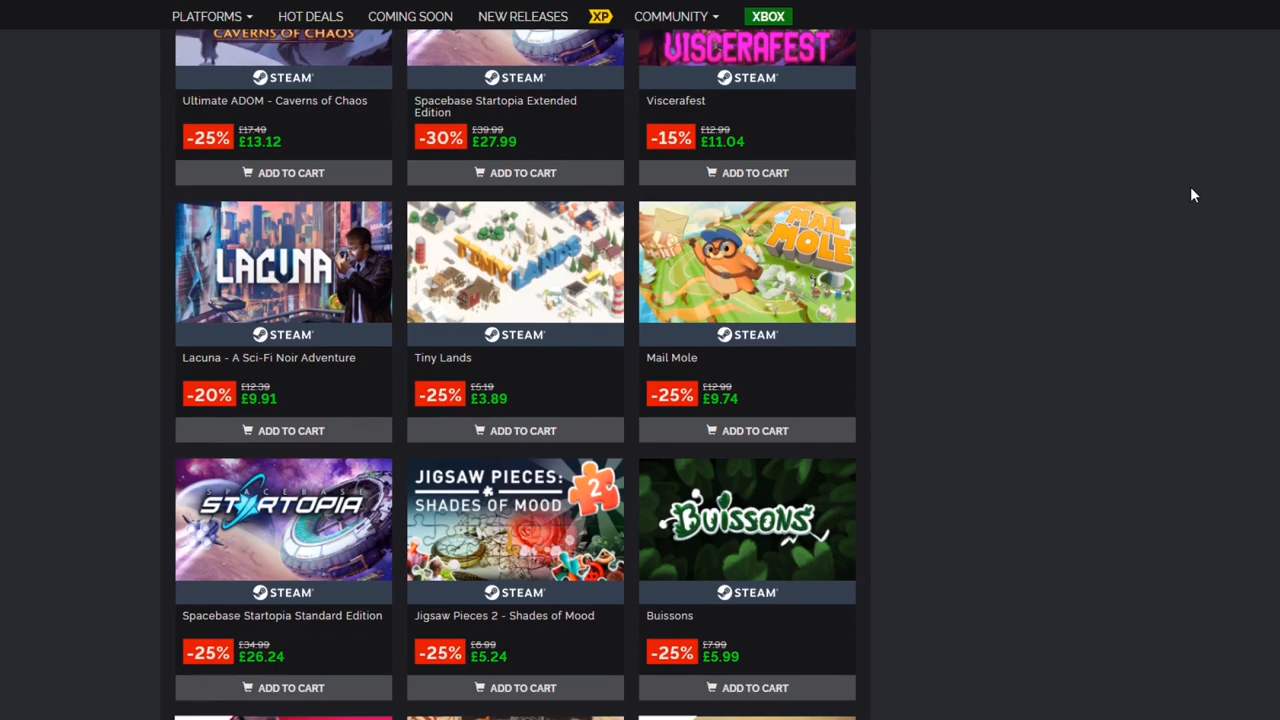 PLATFORMS HOT DEALS COMING SOON NEW RELEASES XP COMMUNITY XBOX
CAVERNS OF CHAOS
VISCERAFEST
STEAM® STEAM® STEAM®
Ultimate ADOM - Caverns of Chaos
Spacebase Startopia Extended
Edition
Viscerafest
-25% £17.49
£13.12
-30% £39.99
£27.99
-15% £12.99
£11.04
ADD TO CART ADD TO CART ADD TO CART
LACUNA
TINY LANDS
MAIL
MOLE
STEAM® STEAM® STEAM®
Lacuna - A Sci-Fi Noir Adventure
Tiny Lands
Mail Mole
-20% £12.39
£9.91
-25% £5.19
£3.89
-25% £12.99
£9.74
ADD TO CART ADD TO CART ADD TO CART
SPACEBASE
STARTOPIA
JIGSAW PIECES:
2
SHADES OF MOOD
BUISSONS
STEAM® STEAM® STEAM®
Spacebase Startopia Standard Edition
Jigsaw Pieces 2 - Shades of Mood
Buissons
-25% £34.99
£26.24
-25% £6.99
£5.24
-25% £7.99
£5.99
ADD TO CART ADD TO CART ADD TO CART